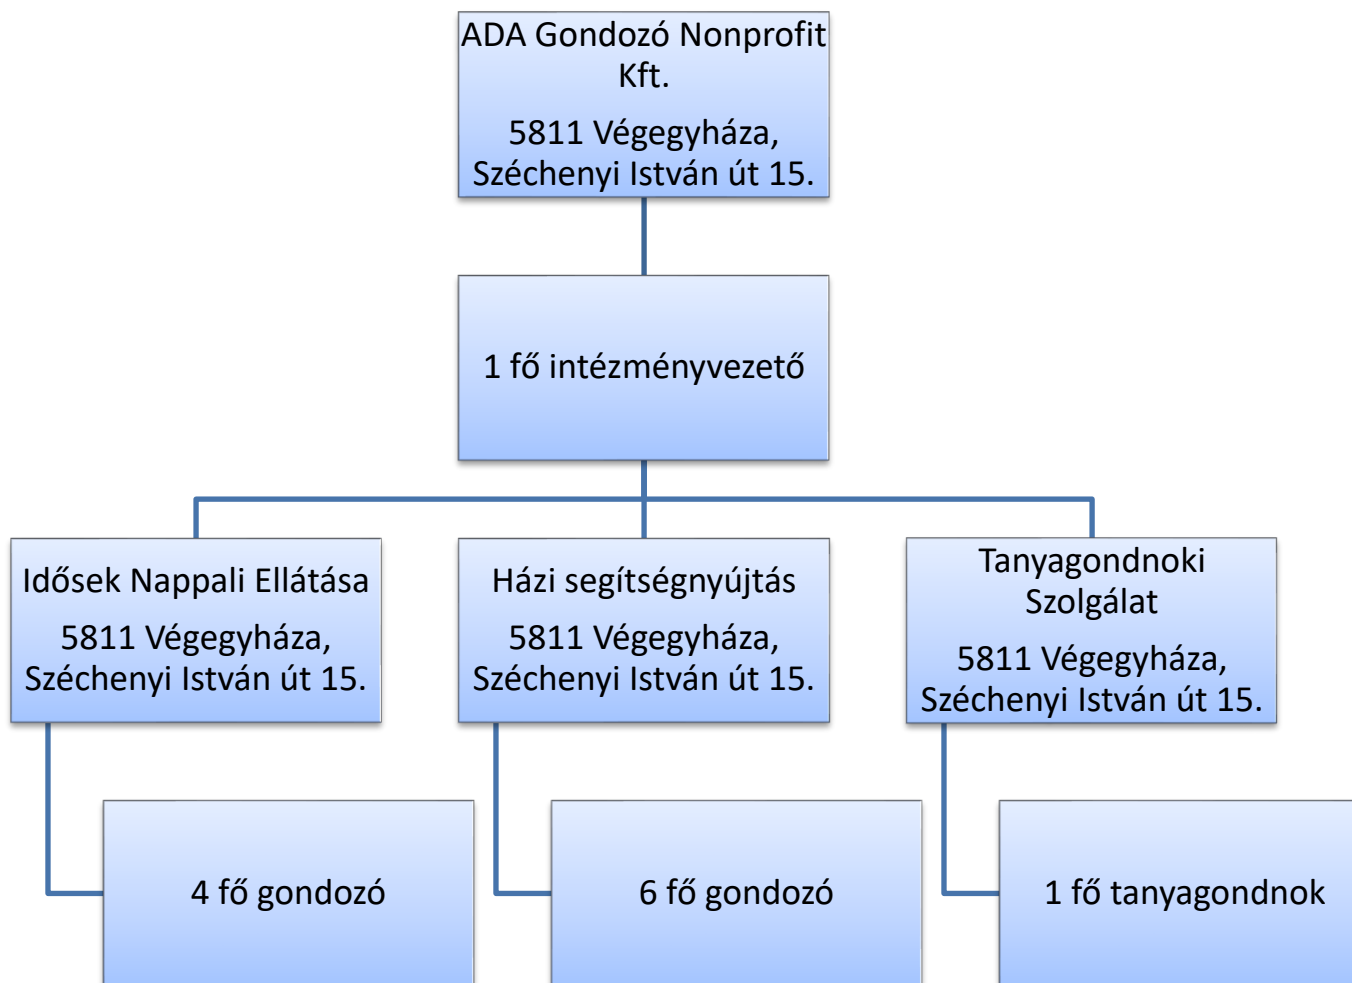 ADA Gondozó Nonprofit
Kft.
5811 Végegyháza,
Széchenyi István út 15.
1 fő intézményvezető
Idősek Nappali Ellátása
5811 Végegyháza,
Széchenyi István út 15.
Házi segítségnyújtás
5811 Végegyháza,
Széchenyi István út 15.
Tanyagondnoki
Szolgálat
5811 Végegyháza,
Széchenyi István út 15.
4 fő gondozó
6 fő gondozó
1 fő tanyagondnok